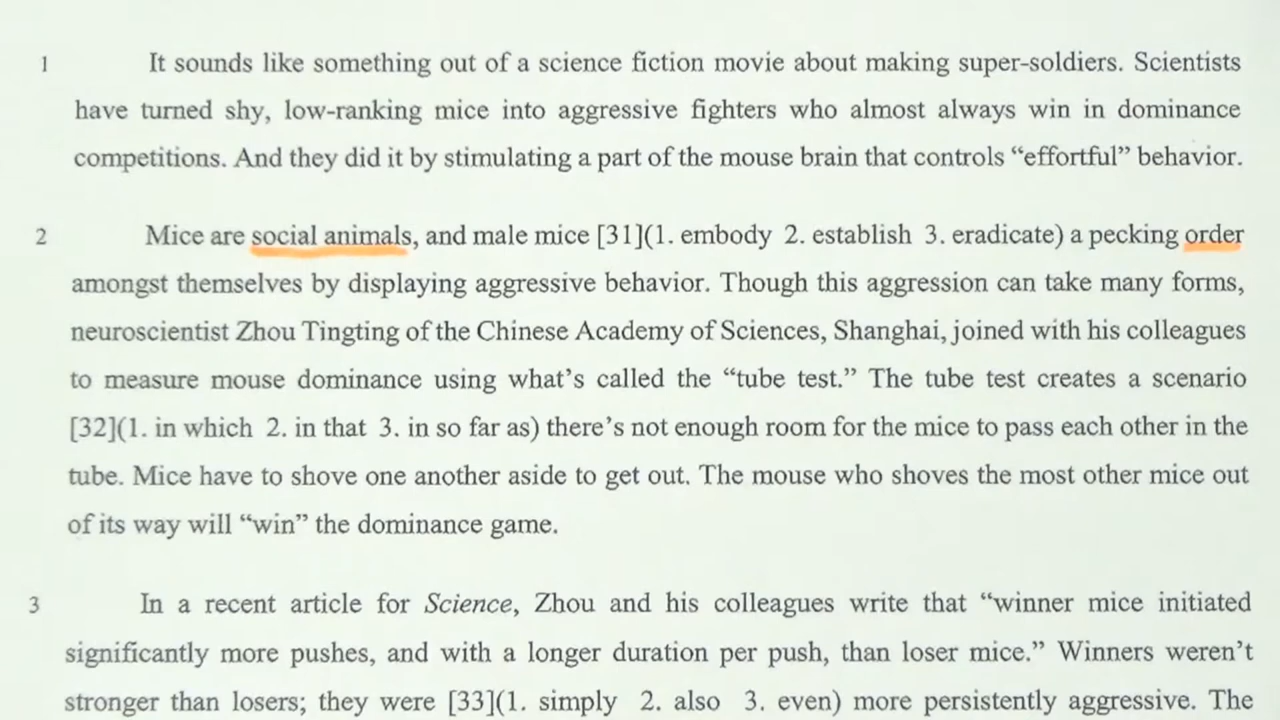 1 It sounds like something out of a science fiction movie about making super-soldiers. Scientists
have turned shy, low-ranking mice into aggressive fighters who almost always win in dominance
competitions. And they did it by stimulating a part of the mouse brain that controls “effortful” behavior.
2 Mice are social animals, and male mice [31](1. embody 2. establish 3. eradicate) a pecking order
amongst themselves by displaying aggressive behavior. Though this aggression can take many forms,
neuroscientist Zhou Tingting of the Chinese Academy of Sciences, Shanghai, joined with his colleagues
to measure mouse dominance using what’s called the “tube test.” The tube test creates a scenario
[32](1. in which 2. in that 3. in so far as) there’s not enough room for the mice to pass each other in the
tube. Mice have to shove one another aside to get out. The mouse who shoves the most other mice out
of its way will “win” the dominance game.
3 In a recent article for Science, Zhou and his colleagues write that “winner mice initiated
significantly more pushes, and with a longer duration per push, than loser mice.” Winners weren’t
stronger than losers; they were [33](1. simply 2. also 3. even) more persistently aggressive. The